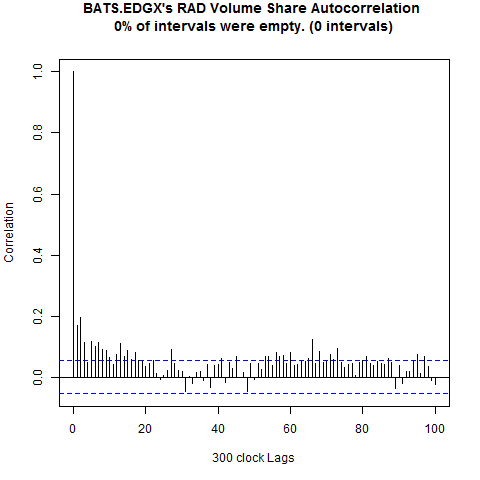 BATS.EDGX's RAD Volume Share Autocorrelation
0% of intervals were empty. (0 intervals)
Correlation
1.0
0.8
0.6
0.4
0.2
0.0
0 20 40 60 80 100
300 clock Lags